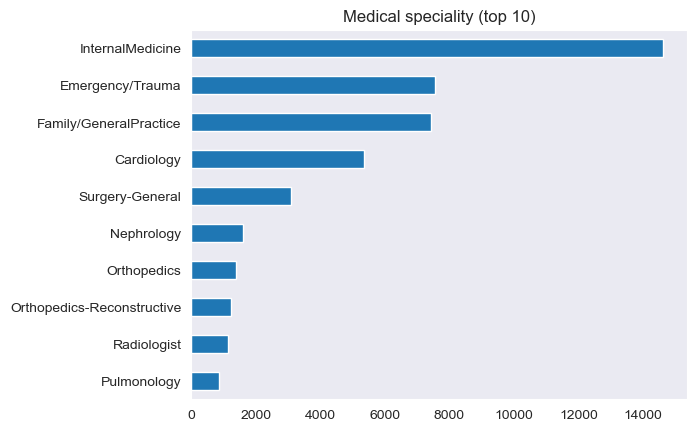 Medical speciality (top 10)
InternalMedicine
Emergency/Trauma
Family/GeneralPractice
Cardiology
Surgery-General
Nephrology
Orthopedics
Orthopedics-Reconstructive
Radiologist
Pulmonology
0 2000 4000 6000 8000 10000 12000 14000